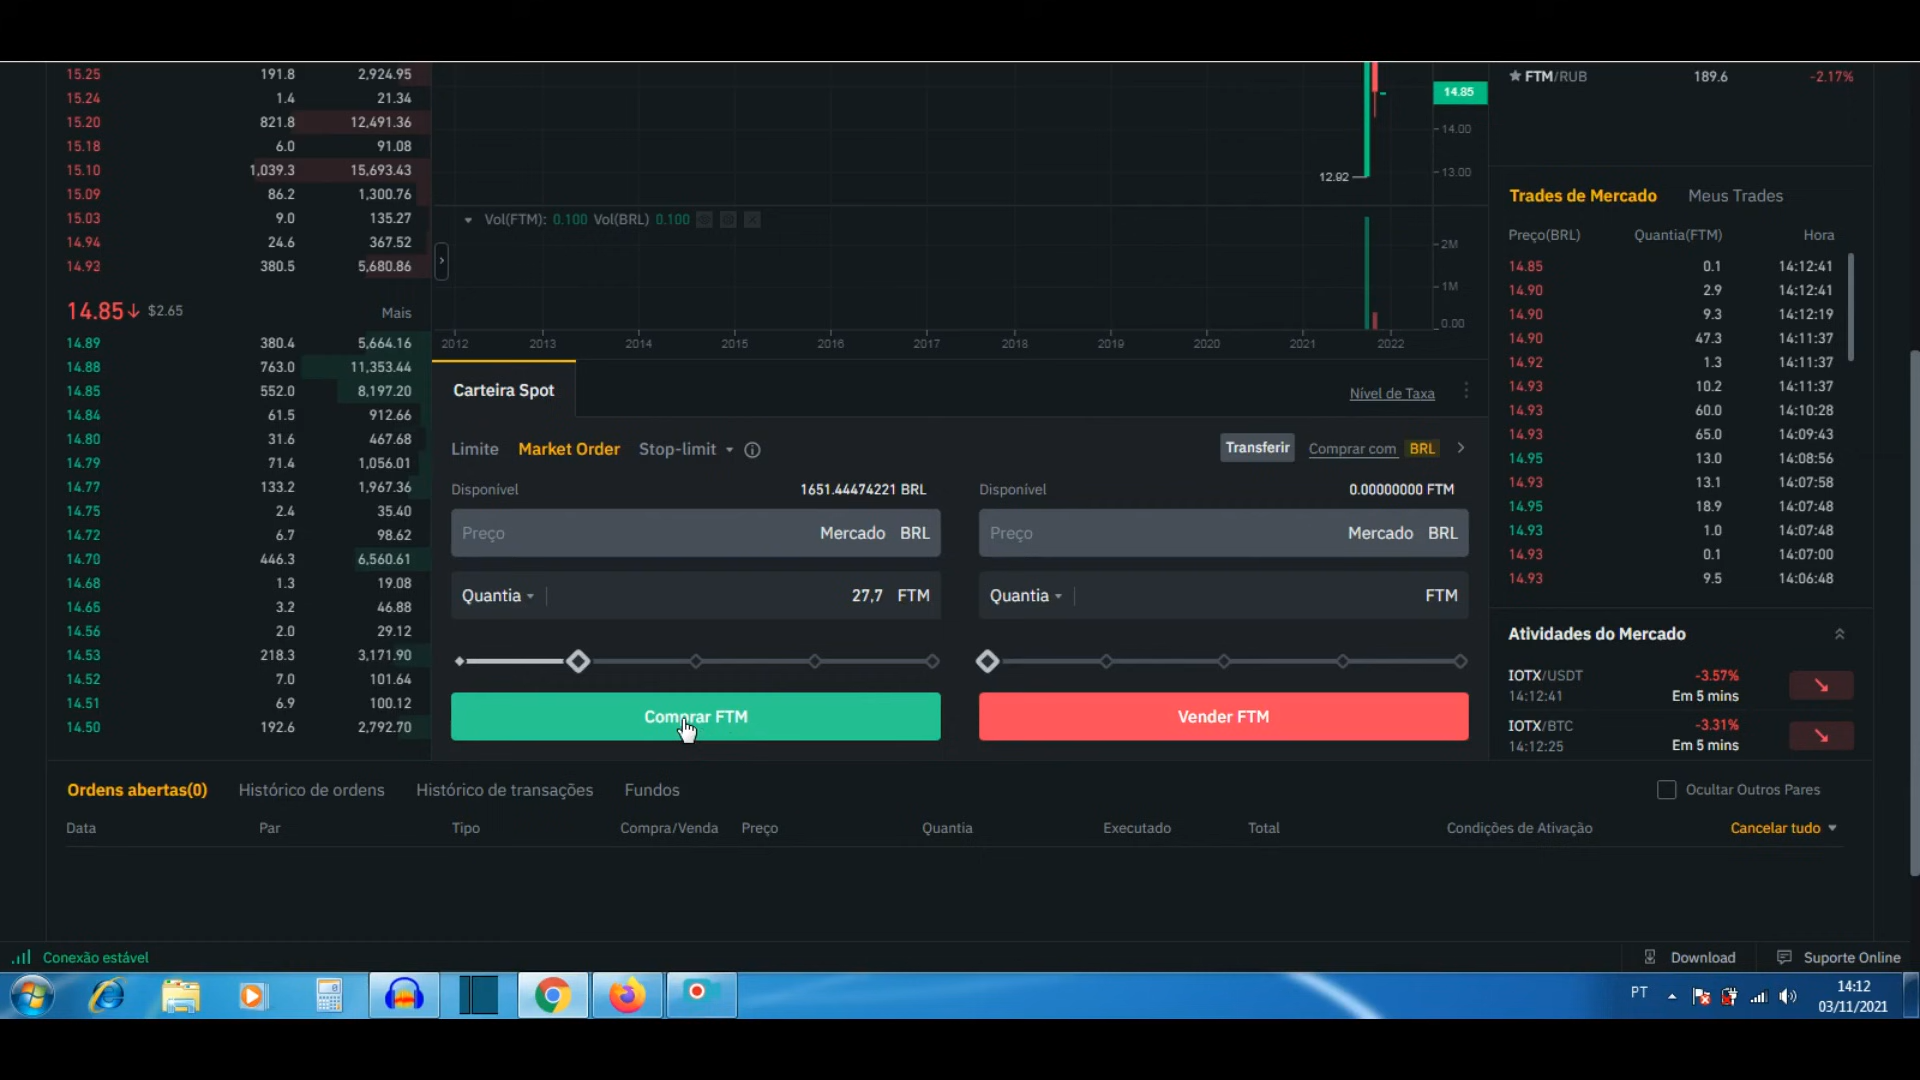 15.25 191.8 2,924.95
15.24 1.4 21.34
15.20 821.8 12,491.36
15.18 6.0 91.08
15.10 1,039.3 15,693.43
15.09 86.2 1,300.76
15.03 9.0 135.27
14.94 24.6 367.52
14.92 380.5 5,680.86
14.85↓ $2.65 Mais
14.89 380.4 5,664.16
14.88 763.0 11,353.44
14.85 552.0 8,197.20
14.84 61.5 912.66
14.80 31.6 467.68
14.79 71.4 1,056.01
14.77 133.2 1,967.36
14.75 2.4 35.40
14.72 6.7 98.62
14.70 446.3 6,560.61
14.68 1.3 19.08
14.65 3.2 46.88
14.56 2.0 29.12
14.53 218.3 3,171.90
14.52 7.0 101.64
14.51 6.9 100.12
14.50 192.6 2,792.70
14.85
14.00
12.92
13.00
Vol(FTM): 0.100 Vol(BRL) 0.100
2M
1M
0.00
2012 2013 2014 2015 2016 2017 2018 2019 2020 2021 2022
Carteira Spot
Nível de Taxa
Limite Market Order Stop-limit
Transferir Comprar com BRL
Disponível 1651.44474221 BRL
Preço Mercado BRL
Quantia 27,7 FTM
Comprar FTM
Disponível 0.00000000 FTM
Preço Mercado BRL
Quantia FTM
Vender FTM
FTM/RUB 189.6 -2.17%
Trades de Mercado Meus Trades
Preço(BRL) Quantia(FTM) Hora
14.85 0.1 14:12:41
14.90 2.9 14:12:41
14.90 9.3 14:12:19
14.90 47.3 14:11:37
14.92 1.3 14:11:37
14.93 10.2 14:11:37
14.93 60.0 14:10:28
14.93 65.0 14:09:43
14.95 13.0 14:08:56
14.93 13.1 14:07:58
14.95 18.9 14:07:48
14.93 1.0 14:07:48
14.93 0.1 14:07:00
14.93 9.5 14:06:48
Atividades do Mercado
IOTX/USDT -3.57%
14:12:41 Em 5 mins
IOTX/BTC -3.31%
14:12:25 Em 5 mins
Ordens abertas(0) Histórico de ordens Histórico de transações Fundos Ocultar Outros Pares
Data Par Tipo Compra/Venda Preço Quantia Executado Total Condições de Ativação Cancelar tudo
Conexão estável Download Suporte Online
PT 14:12
03/11/2021